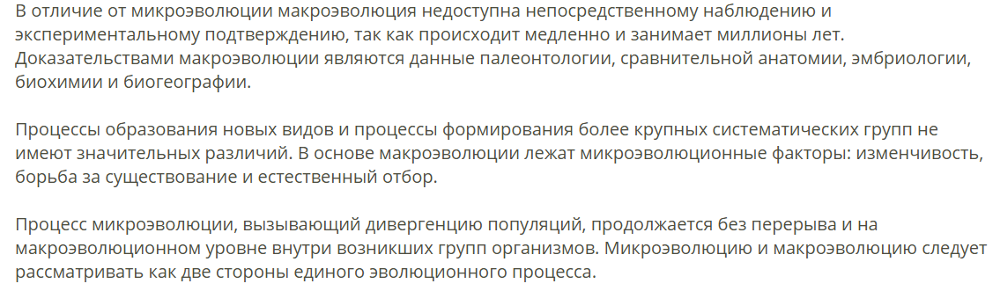 В отличие от микроэволюции макроэволюция недоступна непосредственному наблюдению и
экспериментальному подтверждению, так как происходит медленно и занимает миллионы лет.
Доказательствами макроэволюции являются данные палеонтологии, сравнительной анатомии, эмбриологии,
биохимии и биогеографии.
Процессы образования новых видов и процессы формирования более крупных систематических групп не
имеют значительных различий. В основе макроэволюции лежат микроэволюционные факторы: изменчивость,
борьба за существование и естественный отбор.
Процесс микроэволюции, вызывающий дивергенцию популяций, продолжается без перерыва и на
макроэволюционном уровне внутри возникших групп организмов. Микроэволюцию и макроэволюцию следует
рассматривать как две стороны единого эволюционного процесса.